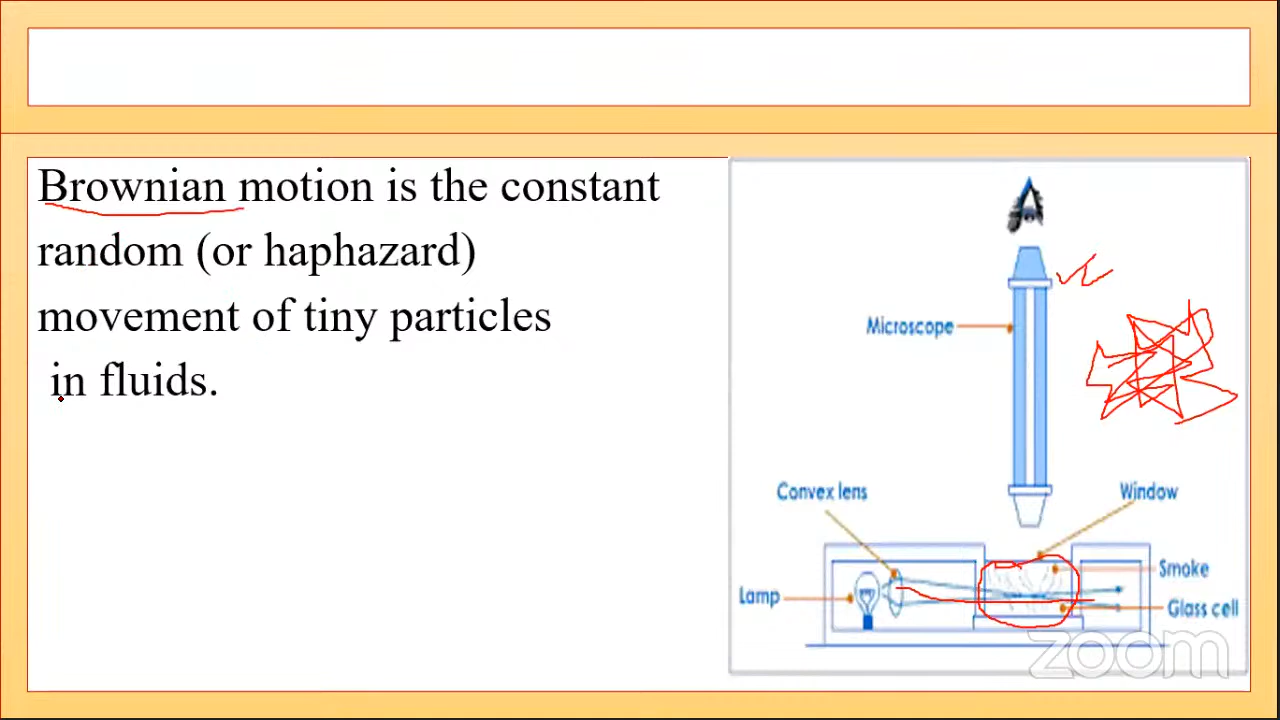 Brownian motion is the constant
random (or haphazard)
movement of tiny particles
in fluids.
Microscope
Convex lens
Window
Smoke
Lamp
Glass cell
zoom